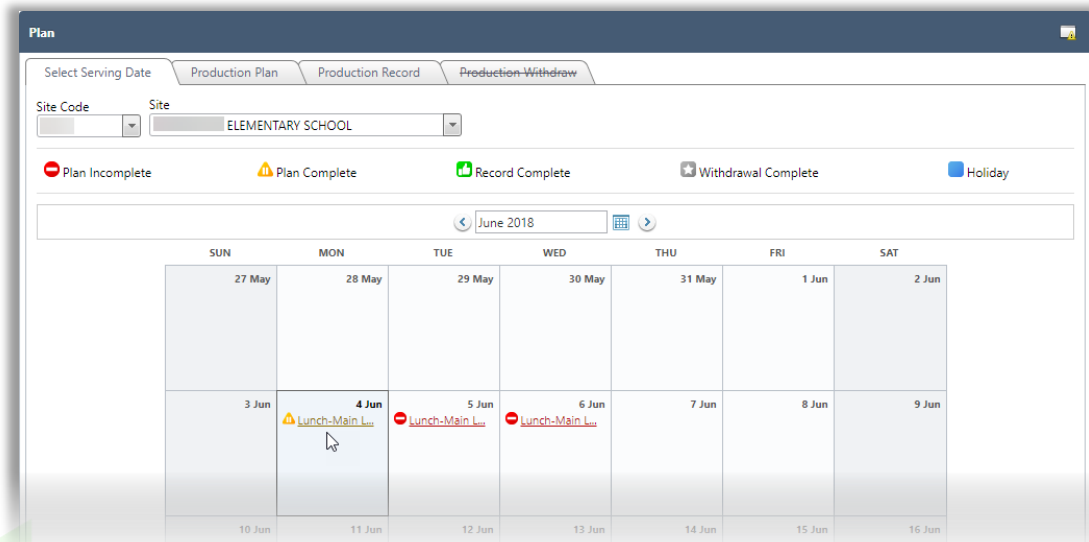 Plan
Select Serving Date Production Plan Production Record Production Withdraw
Site Code Site
ELEMENTARY SCHOOL
Plan Incomplete Plan Complete Record Complete Withdrawal Complete Holiday
June 2018
SUN MON TUE WED THU FRI SAT
27 May 28 May 29 May 30 May 31 May 1 Jun 2 Jun
3 Jun 4 Jun 5 Jun 6 Jun 7 Jun 8 Jun 9 Jun
Lunch-Main L... Lunch-Main L... Lunch-Main L...
10 Jun 11 Jun 12 Jun 13 Jun 14 Jun 15 Jun 16 Jun